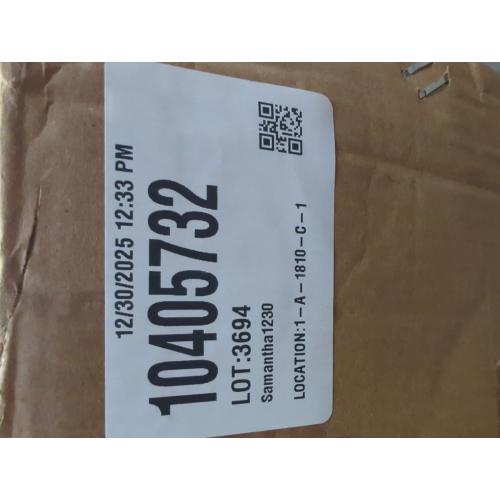 12/30/2025 12:33 PM
10405732
LOT:3694
Samantha1230
LOCATION:1-A-1810-C-1